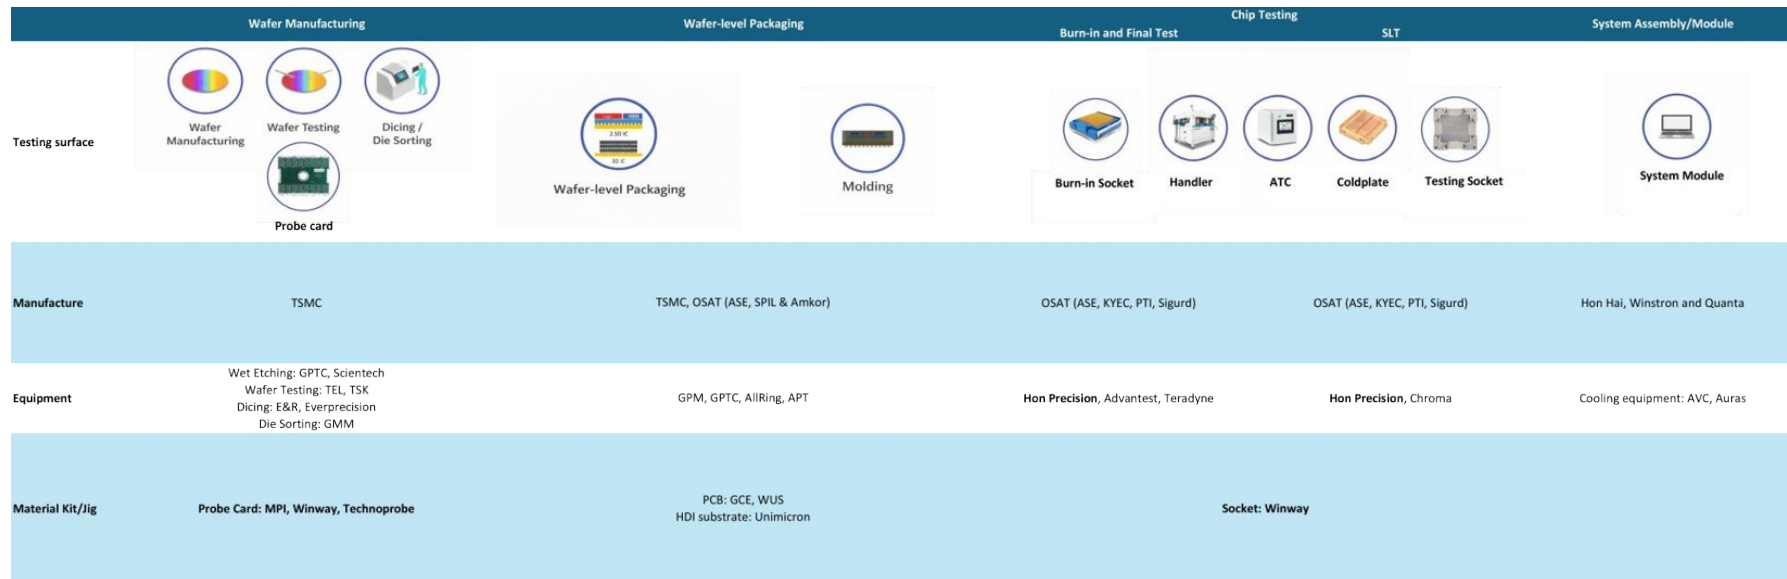 Wafer Manufacturing
Wafer-level Packaging
Chip Testing
Burn-in and Final Test
SLT
System Assembly/Module
Testing surface
Wafer
Manufacturing
Wafer Testing
Dicing /
Die Sorting
Probe card
2.5D IC
3D IC
Wafer-level Packaging
Molding
Burn-in Socket
Handler
ATC
Coldplate
Testing Socket
System Module
Manufacture
TSMC
TSMC, OSAT (ASE, SPIL & Amkor)
OSAT (ASE, KYEC, PTI, Sigurd)
OSAT (ASE, KYEC, PTI, Sigurd)
Hon Hai, Winstron and Quanta
Equipment
Wet Etching: GPTC, Scientech
Wafer Testing: TEL, TSK
Dicing: E&R, Everprecision
Die Sorting: GMM
GPM, GPTC, AllRing, APT
Hon Precision, Advantest, Teradyne
Hon Precision, Chroma
Cooling equipment: AVC, Auras
Material Kit/Jig
Probe Card: MPI, Winway, Technoprobe
PCB: GCE, WUS
HDI substrate: Unimicron
Socket: Winway